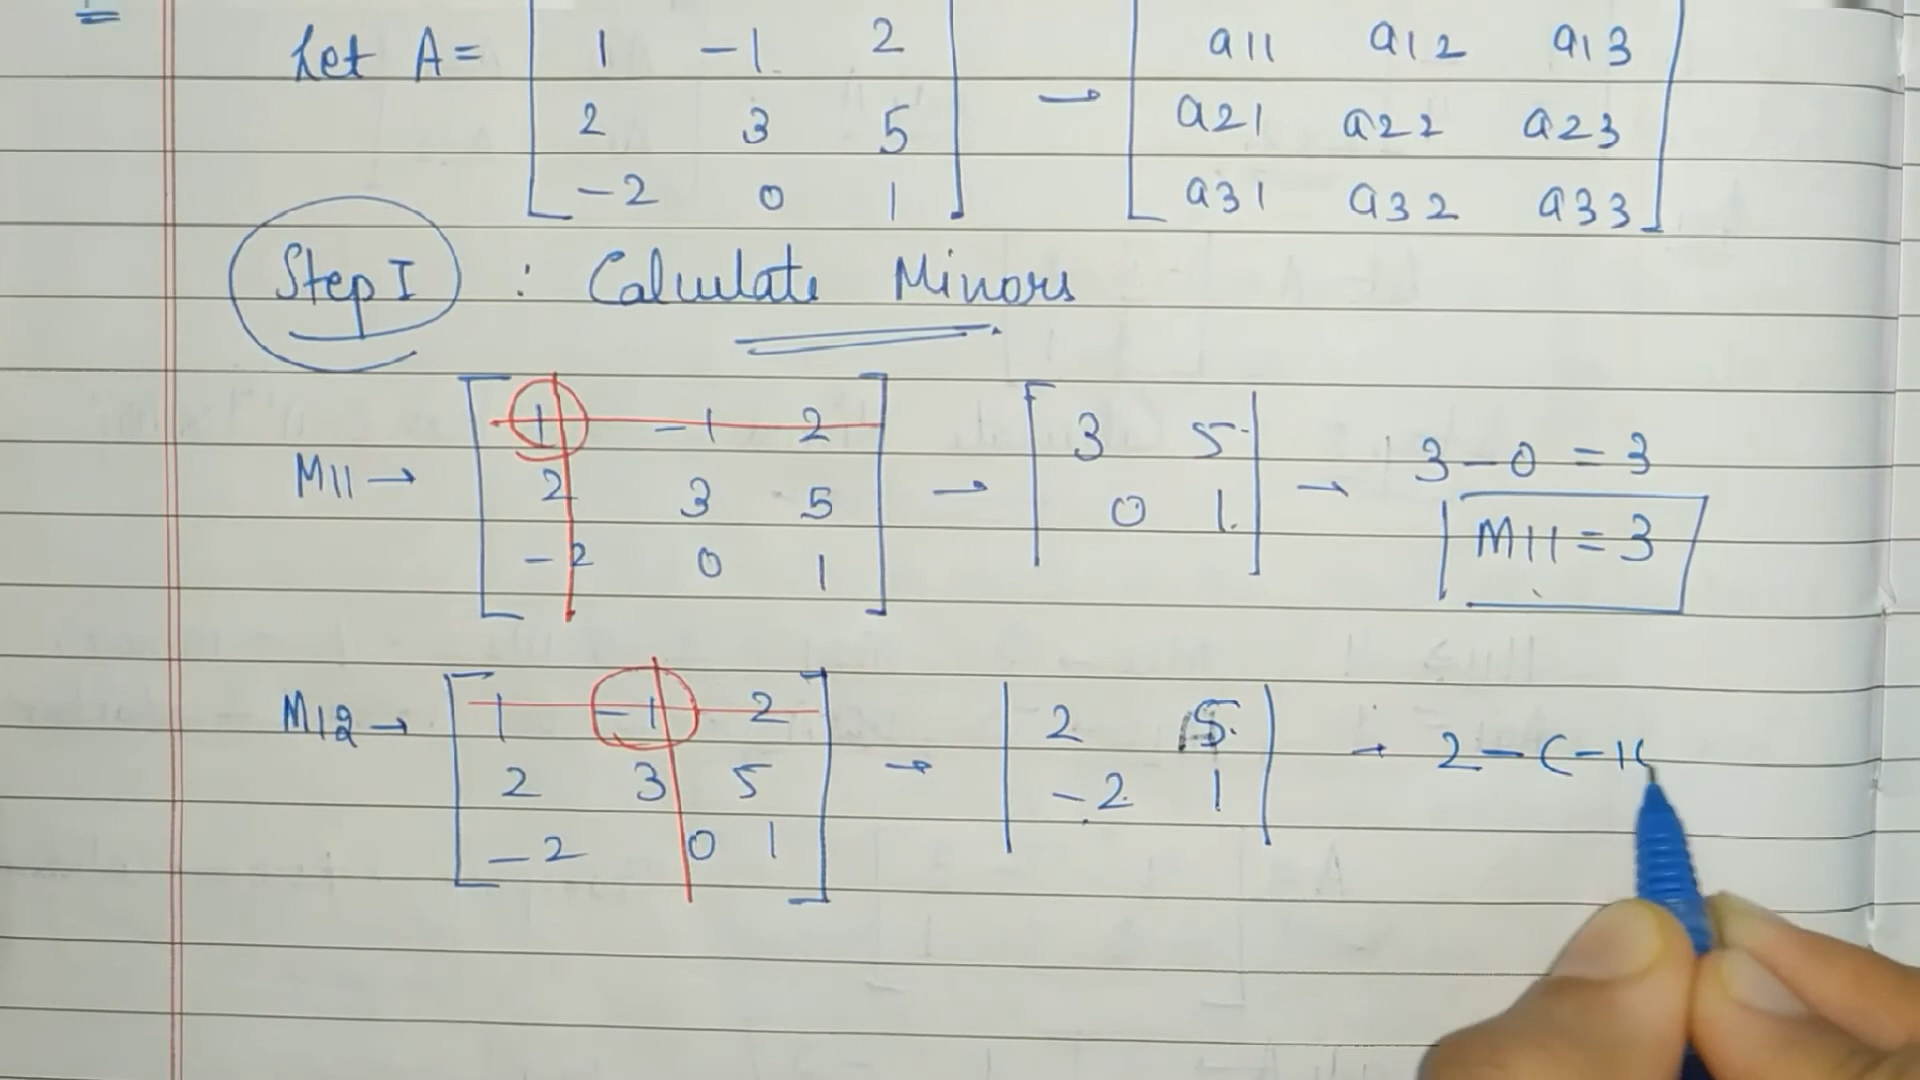 Let A = [ 1 -1 2 → [ a11 a12 a13
2 3 5 a21 a22 a23
-2 0 1 ] a31 a32 a33 ]
Step I : Calculate Minors
M11 → [ 1 -1 2 ] → [ 3 5 | → 3 - 0 = 3
2 3 5 0 1 M11 = 3
-2 0 1
M12 → [ 1 -1 2 ] → | 2 5 | → 2 - (-10
2 3 5 -2 1
-2 0 1